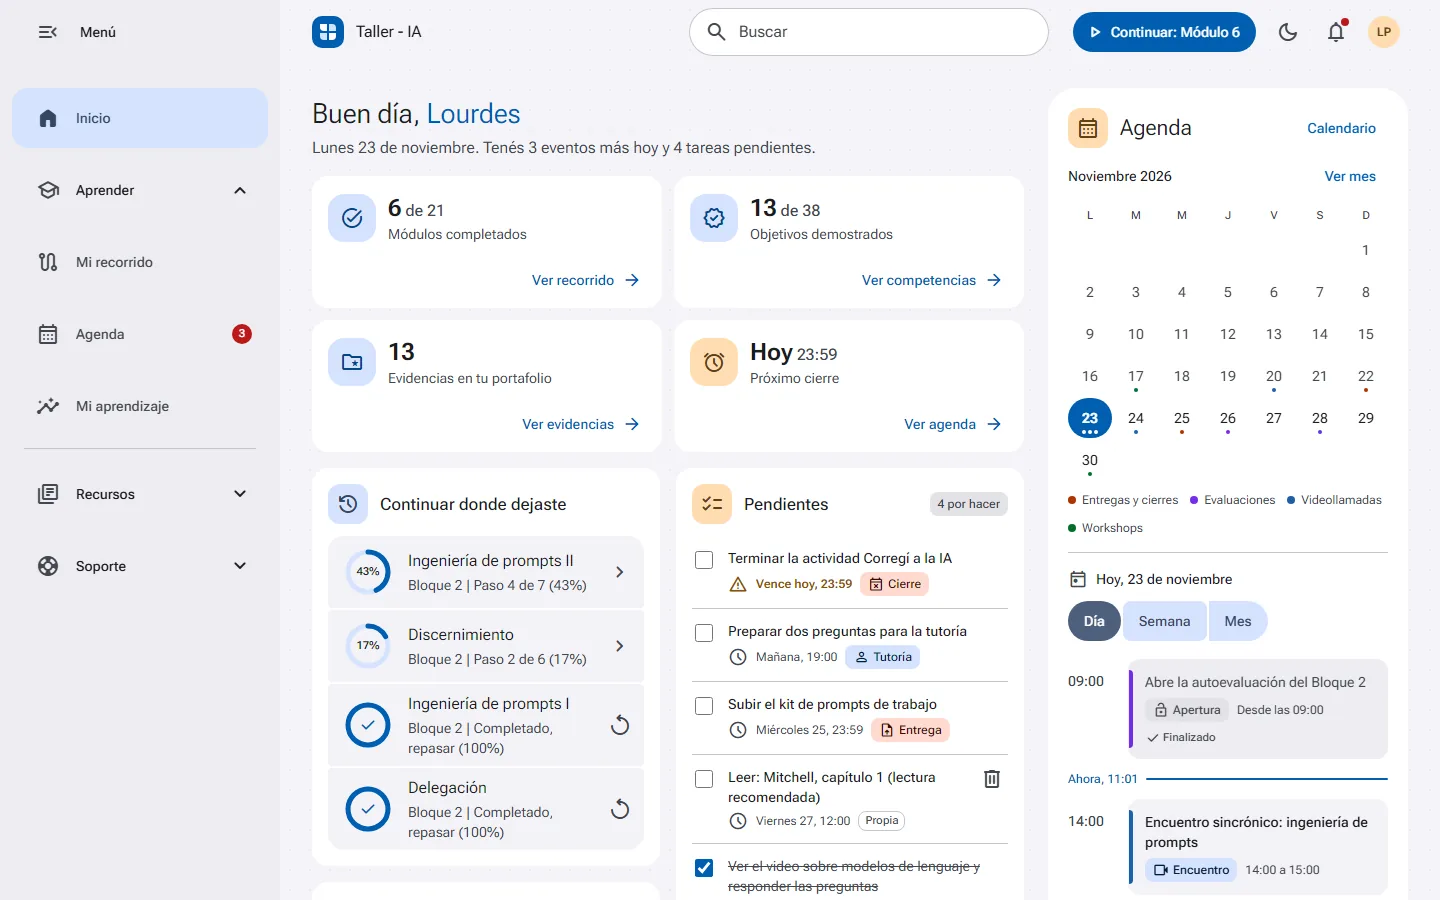 Menú
Taller - IA
Buscar
Continuar: Módulo 6
LP
Inicio
Aprender
Mi recorrido
Agenda
3
Mi aprendizaje
Recursos
Soporte
Buen día, Lourdes
Lunes 23 de noviembre. Tenés 3 eventos más hoy y 4 tareas pendientes.
6 de 21
Módulos completados
Ver recorrido
13 de 38
Objetivos demostrados
Ver competencias
13
Evidencias en tu portafolio
Ver evidencias
Hoy 23:59
Próximo cierre
Ver agenda
Continuar donde dejaste
43%
Ingeniería de prompts II
Bloque 2 | Paso 4 de 7 (43%)
17%
Discernimiento
Bloque 2 | Paso 2 de 6 (17%)
Ingeniería de prompts I
Bloque 2 | Completado,
repasar (100%)
Delegación
Bloque 2 | Completado,
repasar (100%)
Pendientes
4 por hacer
Terminar la actividad Corregí a la IA
Vence hoy, 23:59
Cierre
Preparar dos preguntas para la tutoría
Mañana, 19:00
Tutoría
Subir el kit de prompts de trabajo
Miércoles 25, 23:59
Entrega
Leer: Mitchell, capítulo 1 (lectura
recomendada)
Viernes 27, 12:00
Propia
Ver el video sobre modelos de lenguaje y
responder las preguntas
Agenda
Calendario
Noviembre 2026
Ver mes
L M M J V S D
1
2 3 4 5 6 7 8
9 10 11 12 13 14 15
16 17 18 19 20 21 22
23 24 25 26 27 28 29
30
Entregas y cierres
Evaluaciones
Videollamadas
Workshops
Hoy, 23 de noviembre
Día
Semana
Mes
09:00
Abre la autoevaluación del Bloque 2
Apertura
Desde las 09:00
Finalizado
Ahora, 11:01
14:00
Encuentro sincrónico: ingeniería de
prompts
Encuentro
14:00 a 15:00